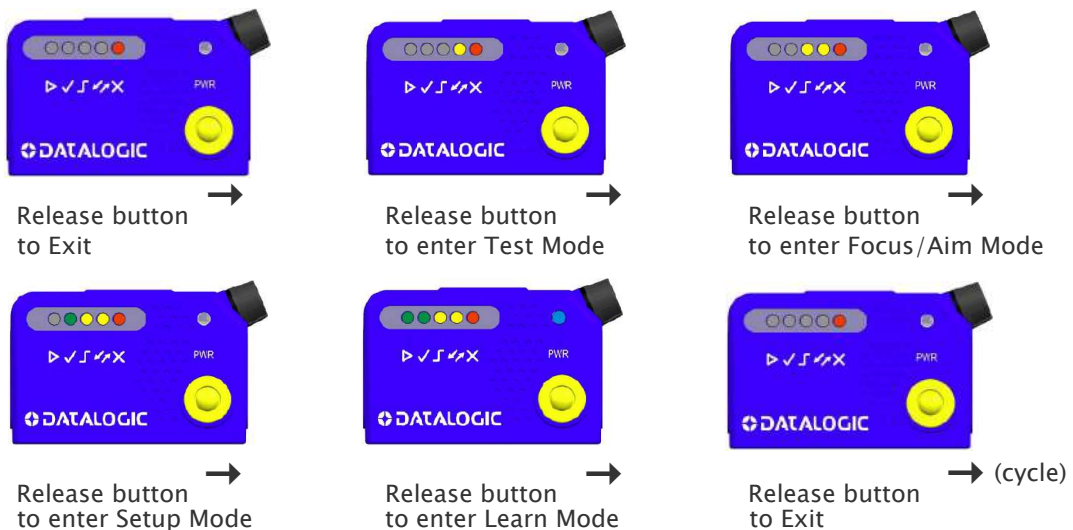 PWR
DATALOGIC
Release button
to Exit
PWR
DATALOGIC
Release button
to enter Test Mode
PWR
DATALOGIC
Release button
to enter Focus/Aim Mode
PWR
DATALOGIC
Release button
to enter Setup Mode
PWR
DATALOGIC
Release button
to enter Learn Mode
PWR
DATALOGIC
(cycle)
Release button
to Exit